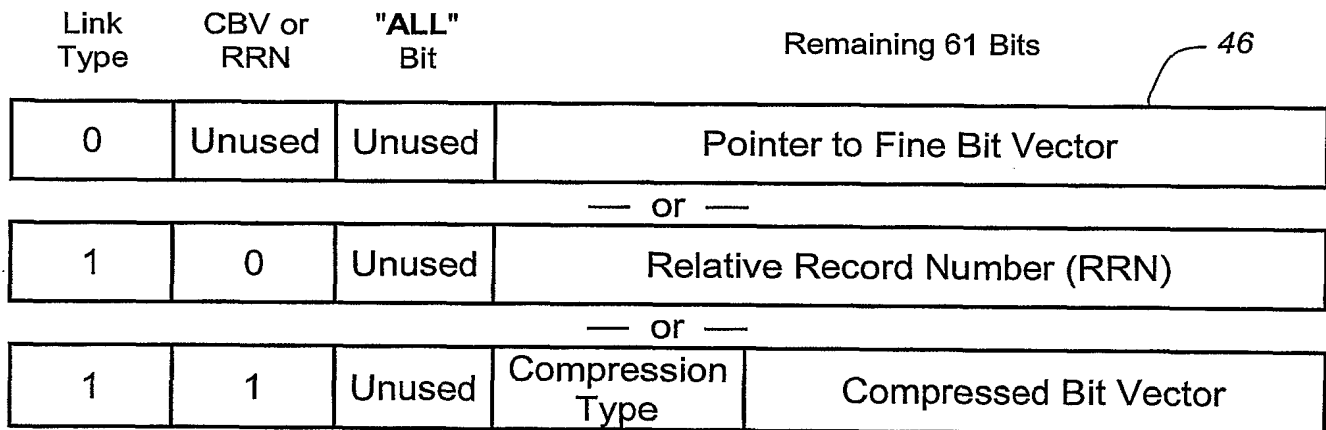 Link Type CBV or RRN "ALL" Bit Remaining 61 Bits 46
0 Unused Unused Pointer to Fine Bit Vector
— or —
1 0 Unused Relative Record Number (RRN)
— or —
1 1 Unused Compression Type Compressed Bit Vector